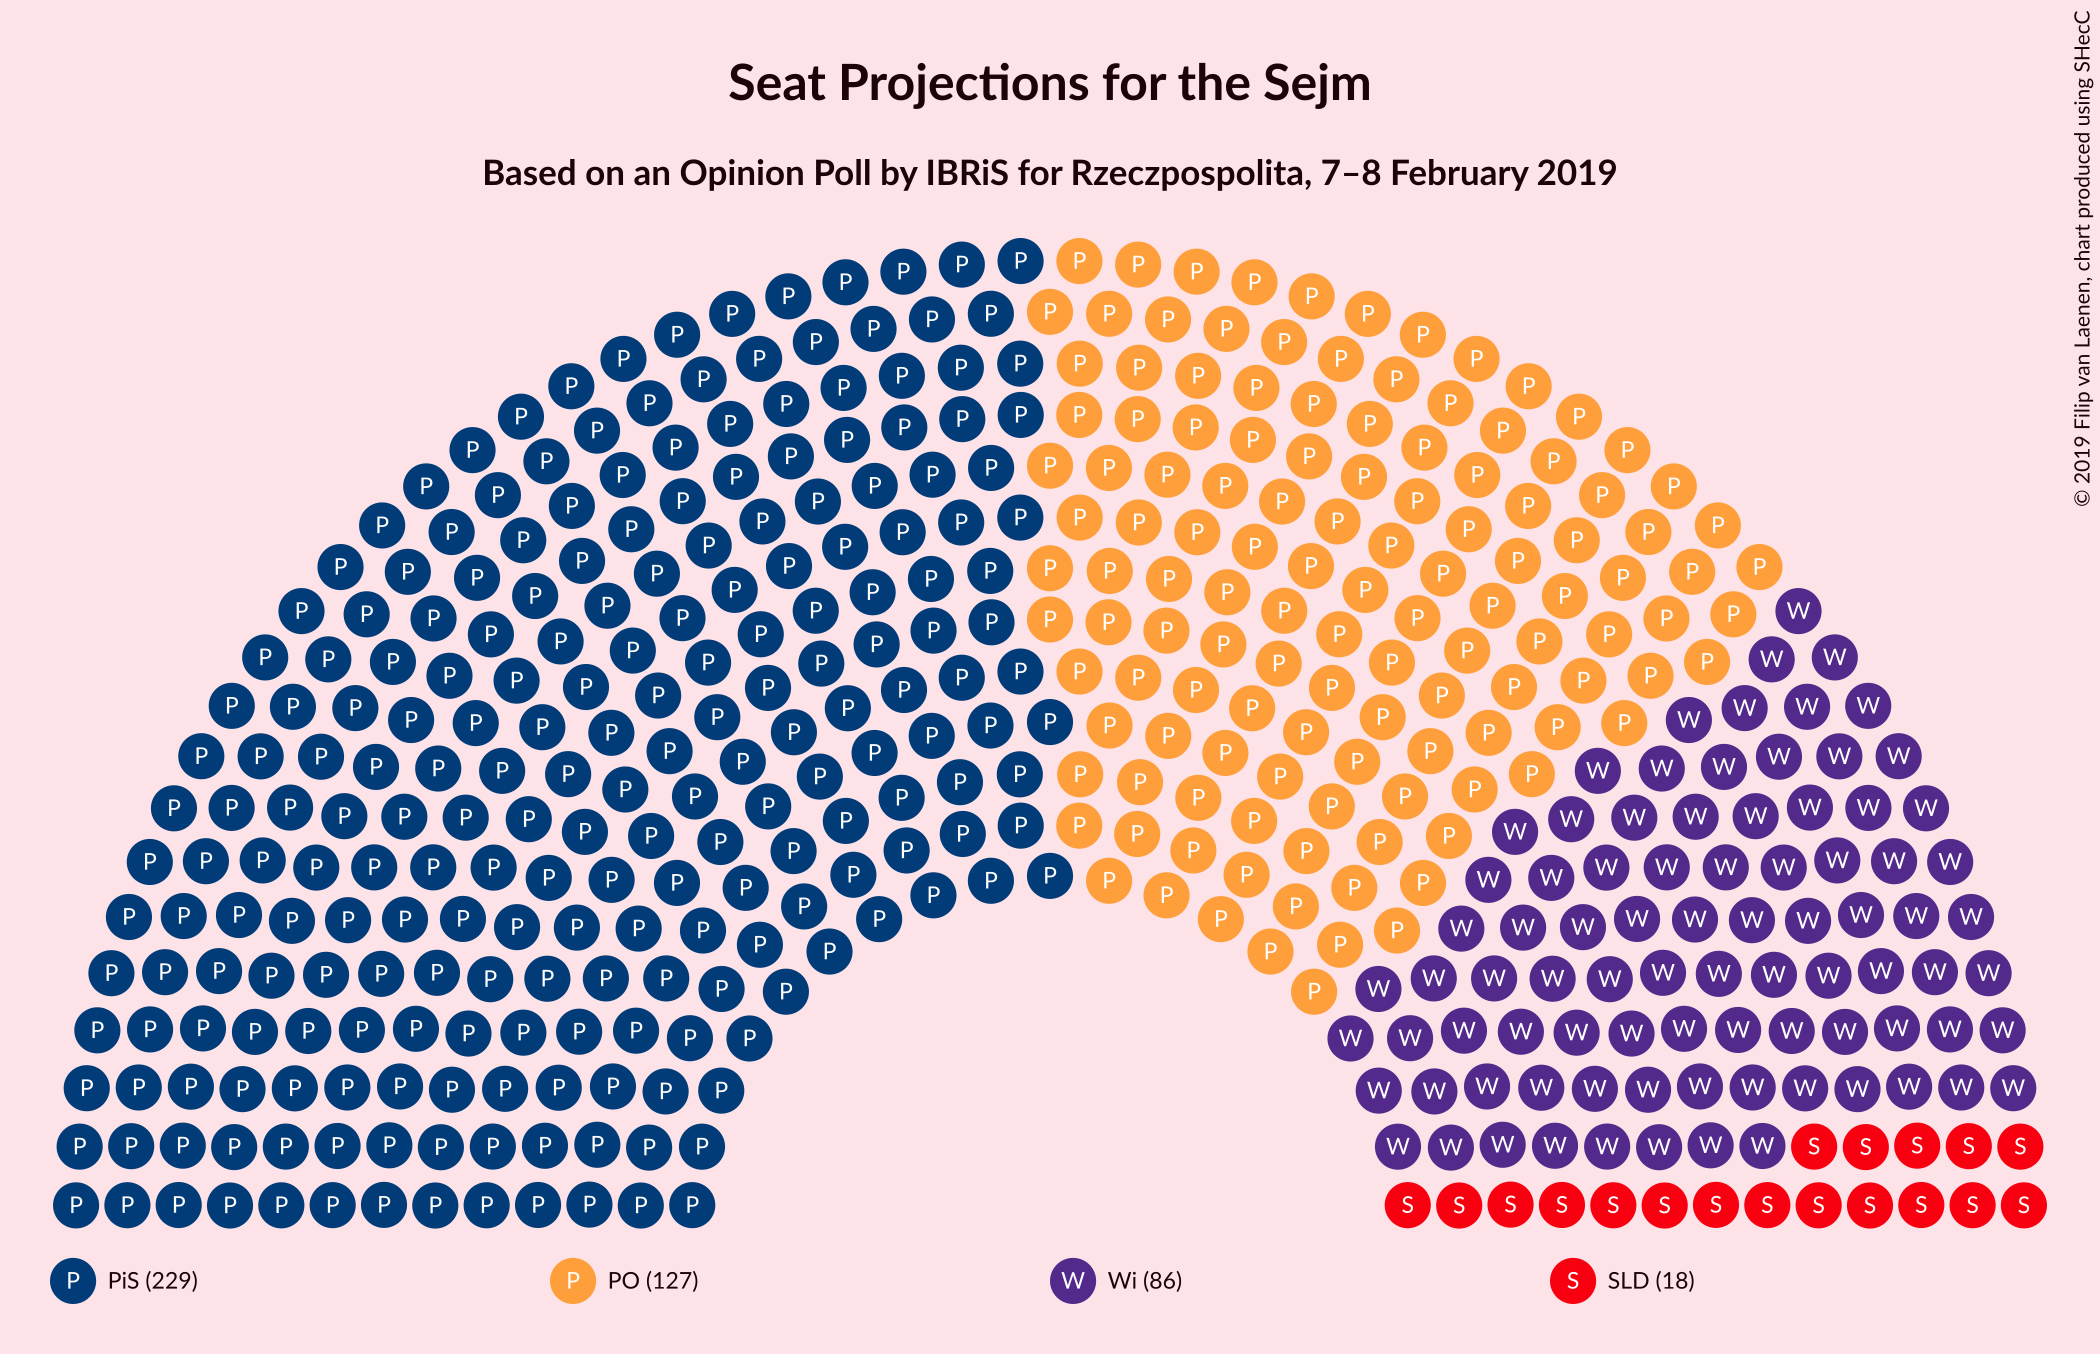 Seat Projections for the Sejm
Based on an Opinion Poll by IBRiS for Rzeczpospolita, 7–8 February 2019
© 2019 Filip van Laenen, chart produced using SHecC
P PiS (229)
P PO (127)
W Wi (86)
S SLD (18)